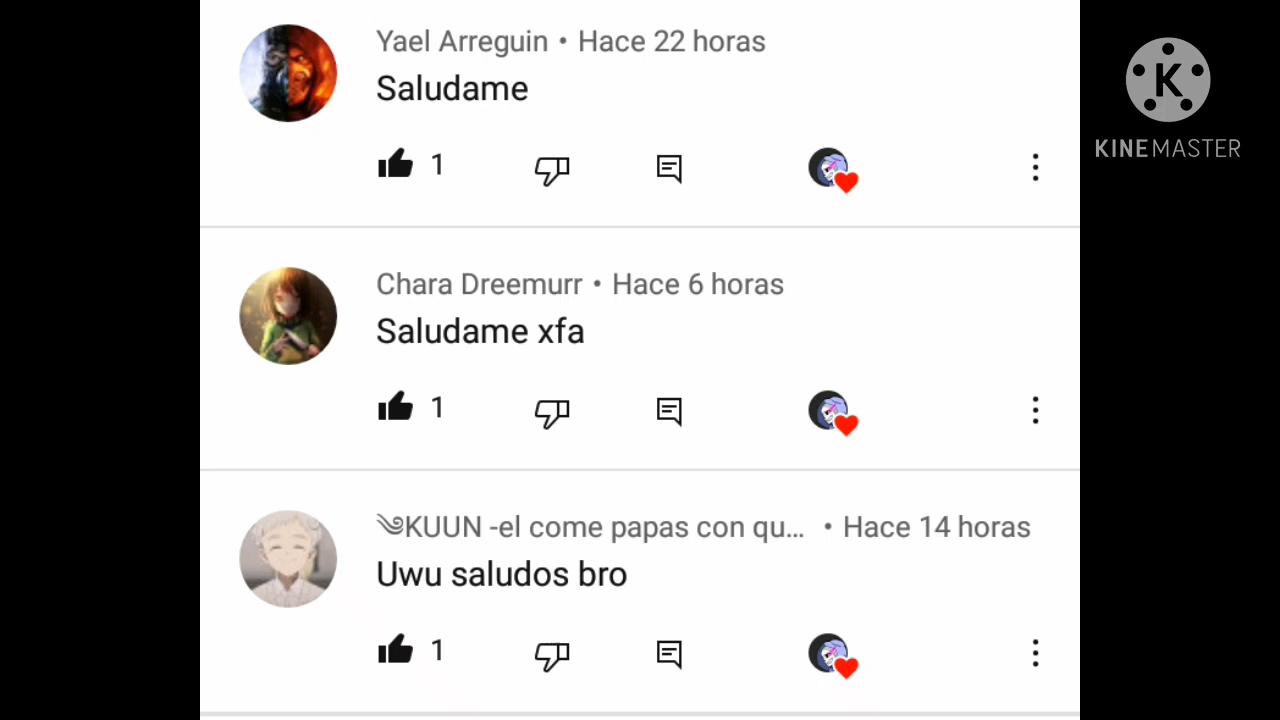 Yael Arreguin • Hace 22 horas
Saludame
1
Chara Dreemurr • Hace 6 horas
Saludame xfa
1
༄KUUN -el come papas con qu... • Hace 14 horas
Uwu saludos bro
1
K
KINEMASTER